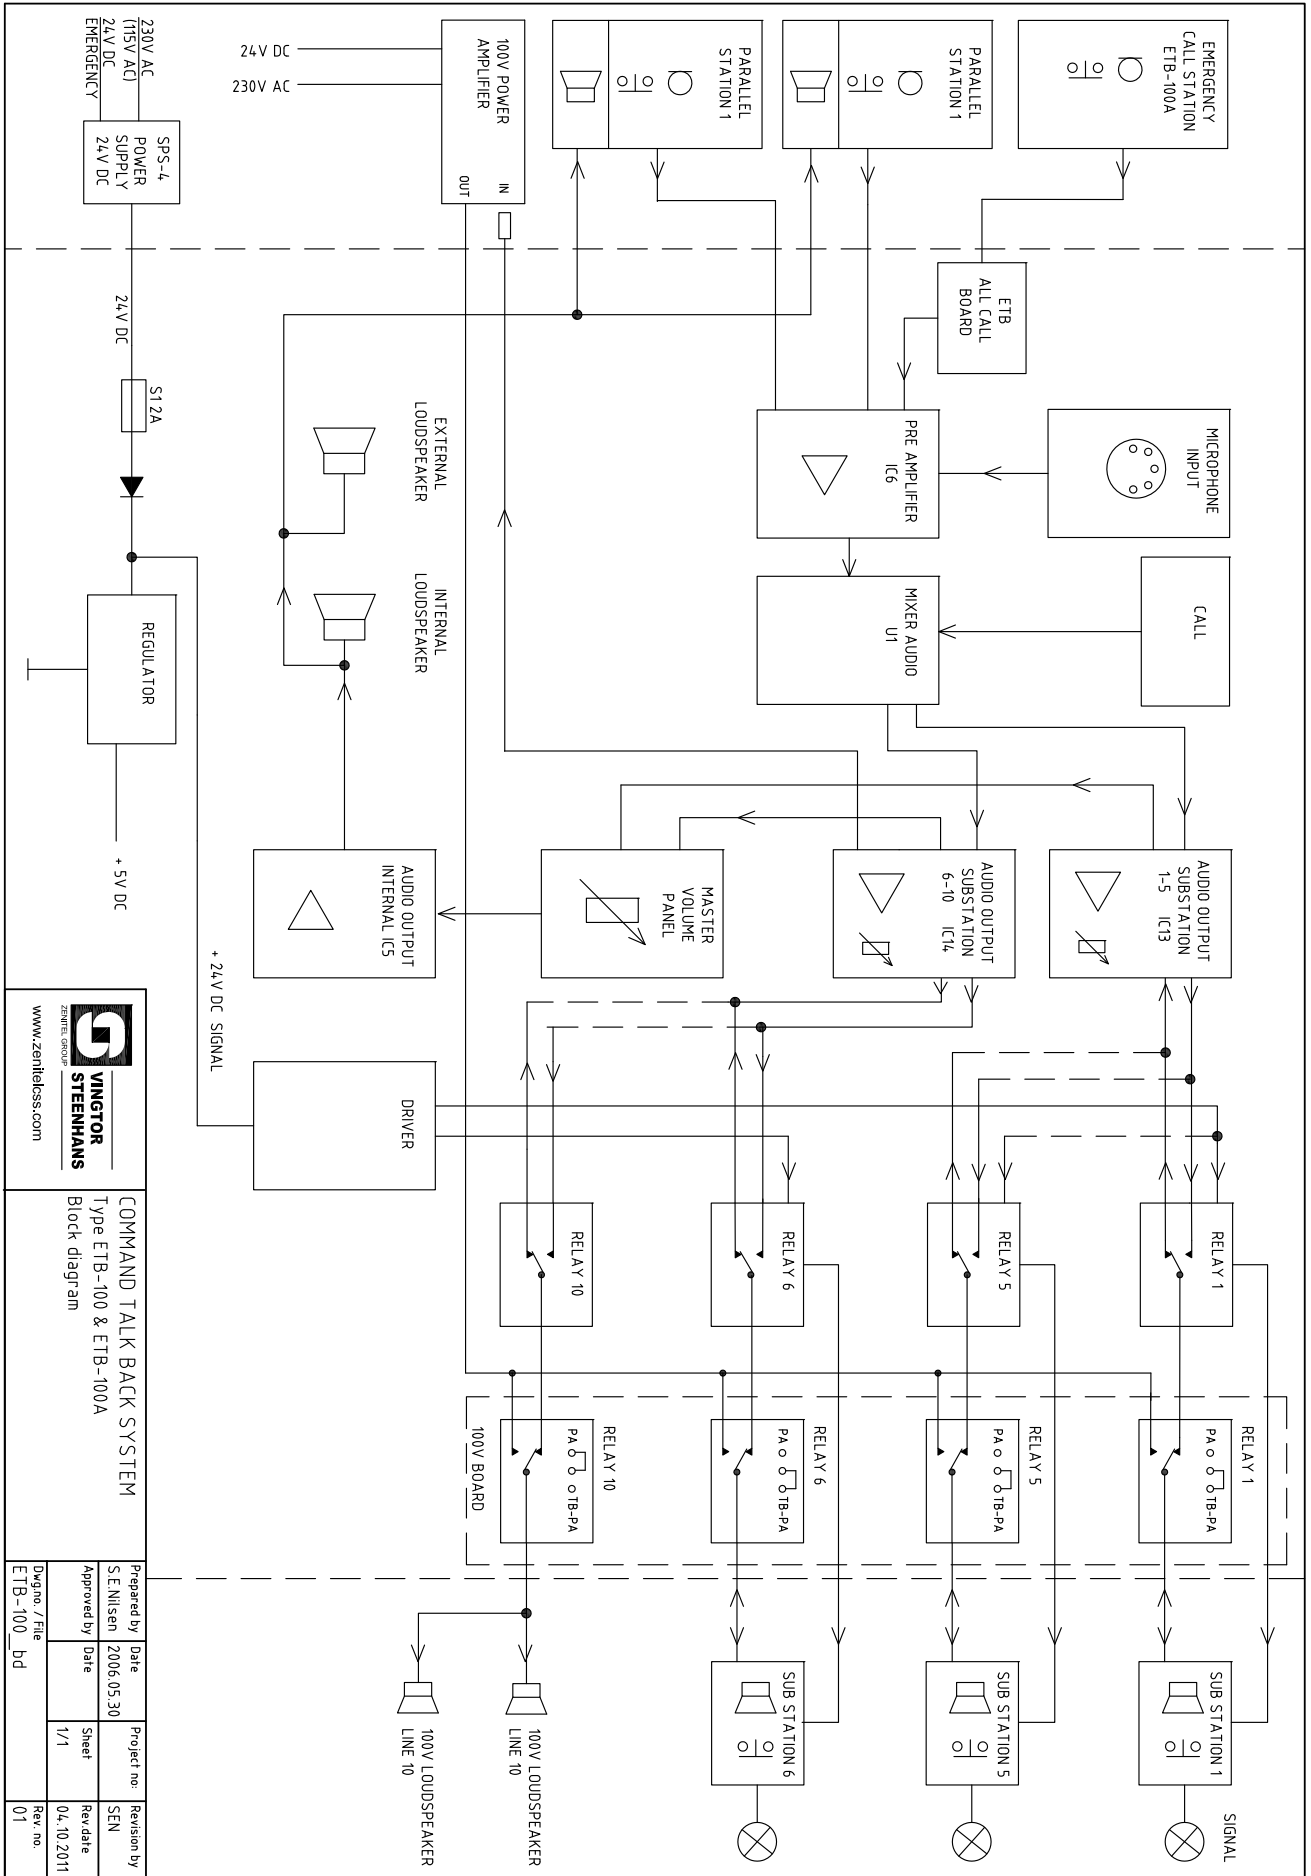 EMERGENCY
CALL STATION
ETB-100A
PARALLEL
STATION 1
PARALLEL
STATION 1
100V POWER
AMPLIFIER
IN
OUT
24V DC
230V AC
230V AC
(115V AC)
24V DC
EMERGENCY
SPS-4
POWER
SUPPLY
24V DC
ETB
ALL CALL
BOARD
MICROPHONE
INPUT
PRE AMPLIFIER
IC6
CALL
MIXER AUDIO
U1
EXTERNAL
LOUDSPEAKER
INTERNAL
LOUDSPEAKER
24V DC
S1 2A
REGULATOR
+ 5V DC
+ 24V DC SIGNAL
AUDIO OUTPUT
SUBSTATION
1-5 IC13
AUDIO OUTPUT
SUBSTATION
6-10 IC14
MASTER
VOLUME
PANEL
AUDIO OUTPUT
INTERNAL IC5
DRIVER
RELAY 1
RELAY 5
RELAY 6
RELAY 10
RELAY 1
PA TB-PA
RELAY 5
PA TB-PA
RELAY 6
PA TB-PA
RELAY 10
PA TB-PA
100V BOARD
SUB STATION 1
SIGNAL
SUB STATION 5
SUB STATION 6
100V LOUDSPEAKER
LINE 10
100V LOUDSPEAKER
LINE 10
ZENITEL GROUP
VINGTOR
STEENHANS
www.zenitelcss.com
COMMAND TALK BACK SYSTEM
Type ETB-100 & ETB-100A
Block diagram
Prepared by Date Project no: Revision by
S.E.Nilsen 2006.05.30 SEN
Approved by Date Sheet Rev.date
1/1 04.10.2011
Dwg.no. / File Rev. no.
ETB-100_bd 01